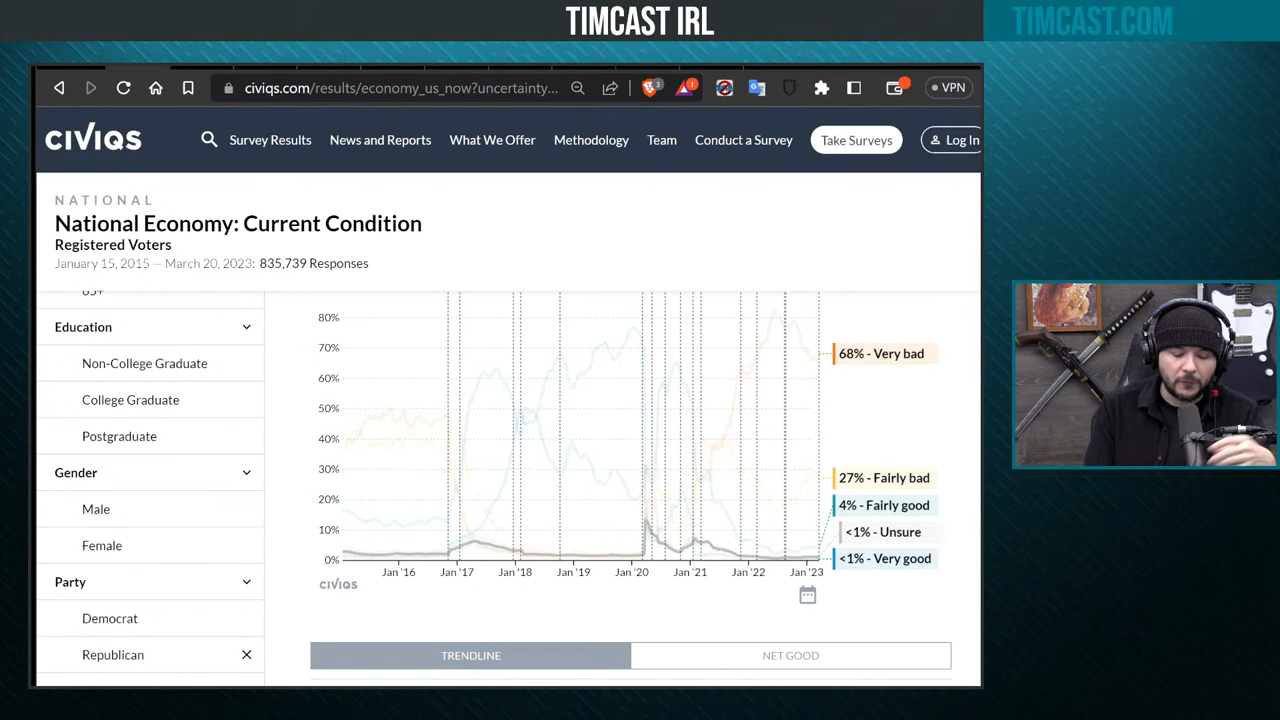 TIMCAST IRL
TIMCAST.COM
civiqs.com/results/economy_us_now?uncertainty...
3
1
VPN
CIVIQS
Survey Results
News and Reports
What We Offer
Methodology
Team
Conduct a Survey
Take Surveys
Log In
NATIONAL
National Economy: Current Condition
Registered Voters
January 15, 2015 — March 20, 2023: 835,739 Responses
65+
Education
Non-College Graduate
College Graduate
Postgraduate
Gender
Male
Female
Party
Democrat
Republican
80%
70%
60%
50%
40%
30%
20%
10%
0%
Jan '16 Jan '17 Jan '18 Jan '19 Jan '20 Jan '21 Jan '22 Jan '23
68% - Very bad
27% - Fairly bad
4% - Fairly good
<1% - Unsure
<1% - Very good
CIVIQS
TRENDLINE
NET GOOD